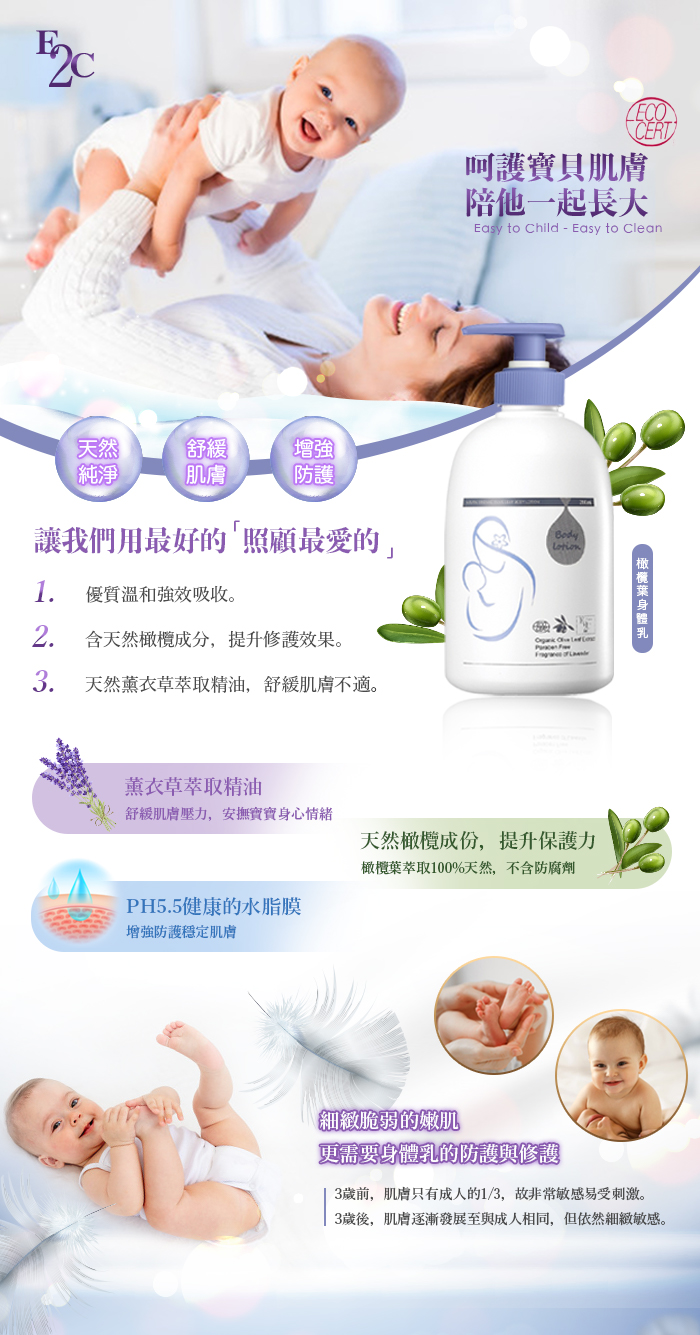 E2C
ECO
CERT
呵護寶貝肌膚
陪他一起長大
Easy to Child - Easy to Clean
天然
純淨
舒緩
肌膚
增強
防護
讓我們用最好的「照顧最愛的」
1. 優質溫和強效吸收。
2. 含天然橄欖成分，提升修護效果。
3. 天然薰衣草萃取精油，舒緩肌膚不適。
Body
Lotion
Organic Olive Leaf Extract
Paraben Free
Fragrance of Lavender
橄欖葉身體乳
薰衣草萃取精油
舒緩肌膚壓力，安撫寶寶身心情緒
天然橄欖成份，提升保護力
橄欖葉萃取100%天然，不含防腐劑
PH5.5健康的水脂膜
增強防護穩定肌膚
細緻脆弱的嫩肌
更需要身體乳的防護與修護
3歲前，肌膚只有成人的1/3，故非常敏感易受刺激。
3歲後，肌膚逐漸發展至與成人相同，但依然細緻敏感。